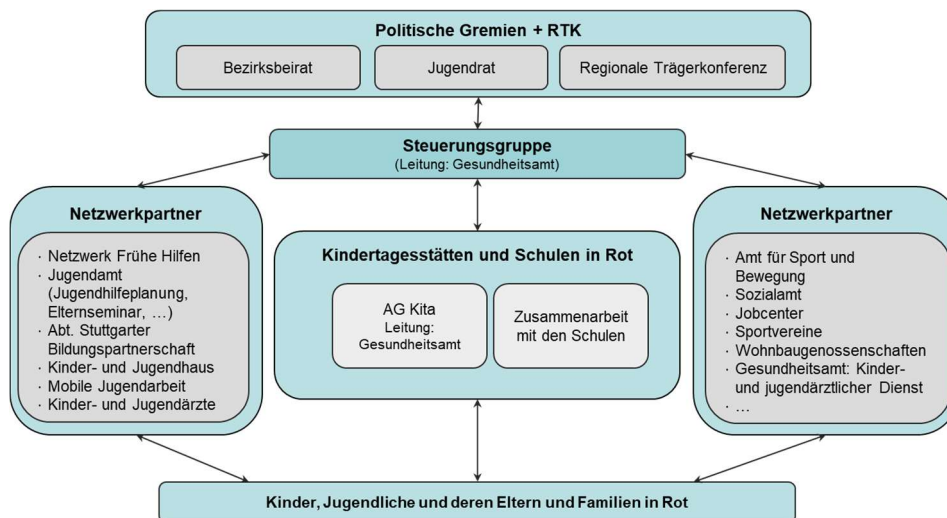 Politische Gremien + RTK
Bezirksbeirat
Jugendrat
Regionale Trägerkonferenz
Steuerungsgruppe
(Leitung: Gesundheitsamt)
Netzwerkpartner
· Netzwerk Frühe Hilfen
· Jugendamt
(Jugendhilfeplanung,
Elternseminar, …)
· Abt. Stuttgarter
Bildungspartnerschaft
· Kinder- und Jugendhaus
· Mobile Jugendarbeit
· Kinder- und Jugendärzte
Kindertagesstätten und Schulen in Rot
AG Kita
Leitung:
Gesundheitsamt
Zusammenarbeit
mit den Schulen
Netzwerkpartner
· Amt für Sport und
Bewegung
· Sozialamt
· Jobcenter
· Sportvereine
· Wohnbaugenossenschaften
· Gesundheitsamt: Kinder-
und jugendärztlicher Dienst
· …
Kinder, Jugendliche und deren Eltern und Familien in Rot